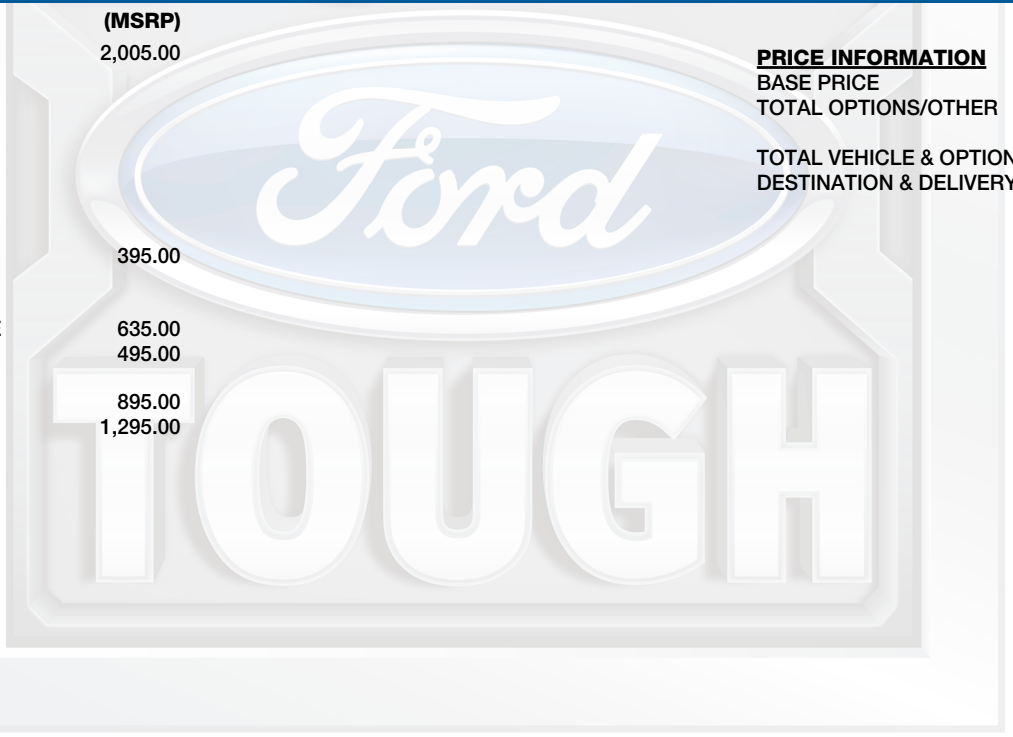 (MSRP)
2,005.00
395.00
635.00
495.00
895.00
1,295.00
PRICE INFORMATION
BASE PRICE
TOTAL OPTIONS/OTHER
TOTAL VEHICLE & OPTION
DESTINATION & DELIVERY
Ford
TOUGH